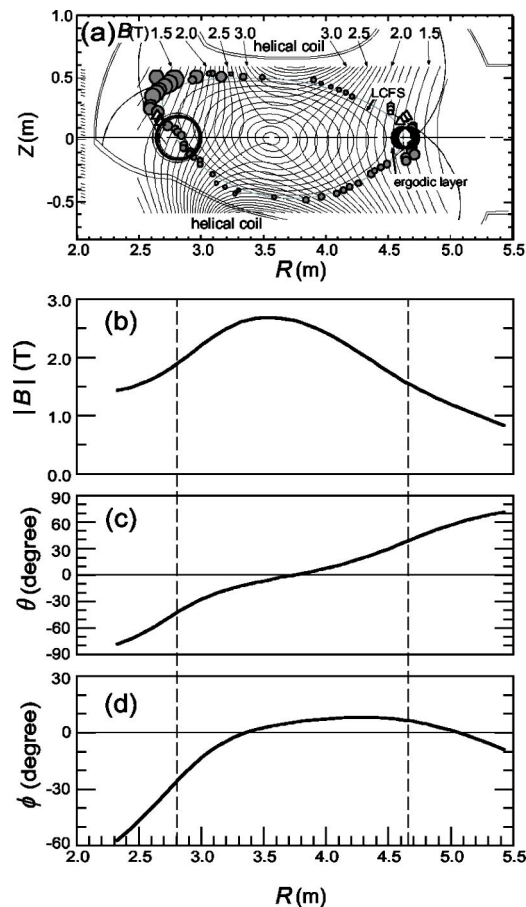 (a) B(T) 1.5 2.0 2.5 3.0 3.0 2.5 2.0 1.5
helical coil
LCFS
ergodic layer
helical coil
1.0
0.5
0
-0.5
Z(m)
2.0 2.5 3.0 3.5 4.0 4.5 5.0 5.5
R(m)
(b)
3.0
2.0
1.0
0.0
|B| (T)
(c)
90
60
30
0
-30
-60
-90
θ (degree)
(d)
30
0
-30
-60
ϕ (degree)
2.0 2.5 3.0 3.5 4.0 4.5 5.0 5.5
R(m)